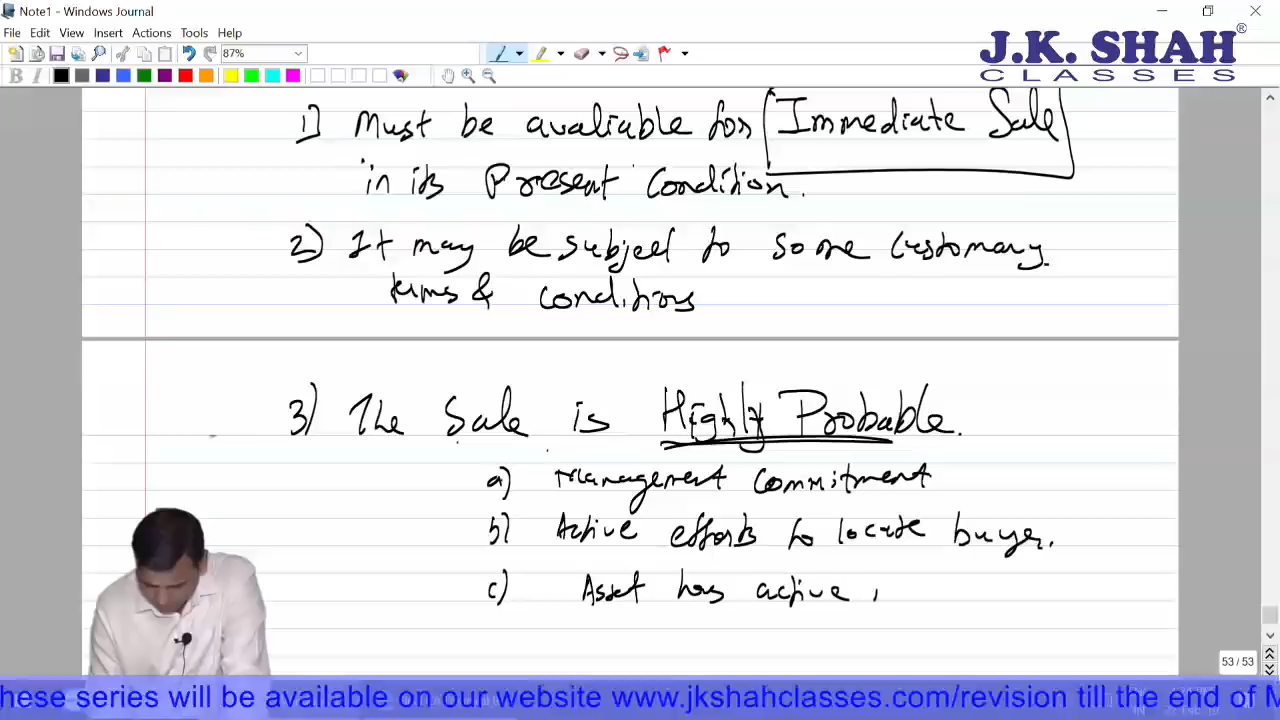 Note1 - Windows Journal
File Edit View Insert Actions Tools Help
87%
J.K. SHAH®
CLASSES
1) Must be avaliable for Immediate Sale
in its Present Condition.
2) It may be subject to some customary
terms & conditions
3) The Sale is Highly Probable.
a) Management commitment
b) Active efforts to locate buyer.
c) Asset has active
53 / 53
hese series will be available on our website www.jkshahclasses.com/revision till the end of M